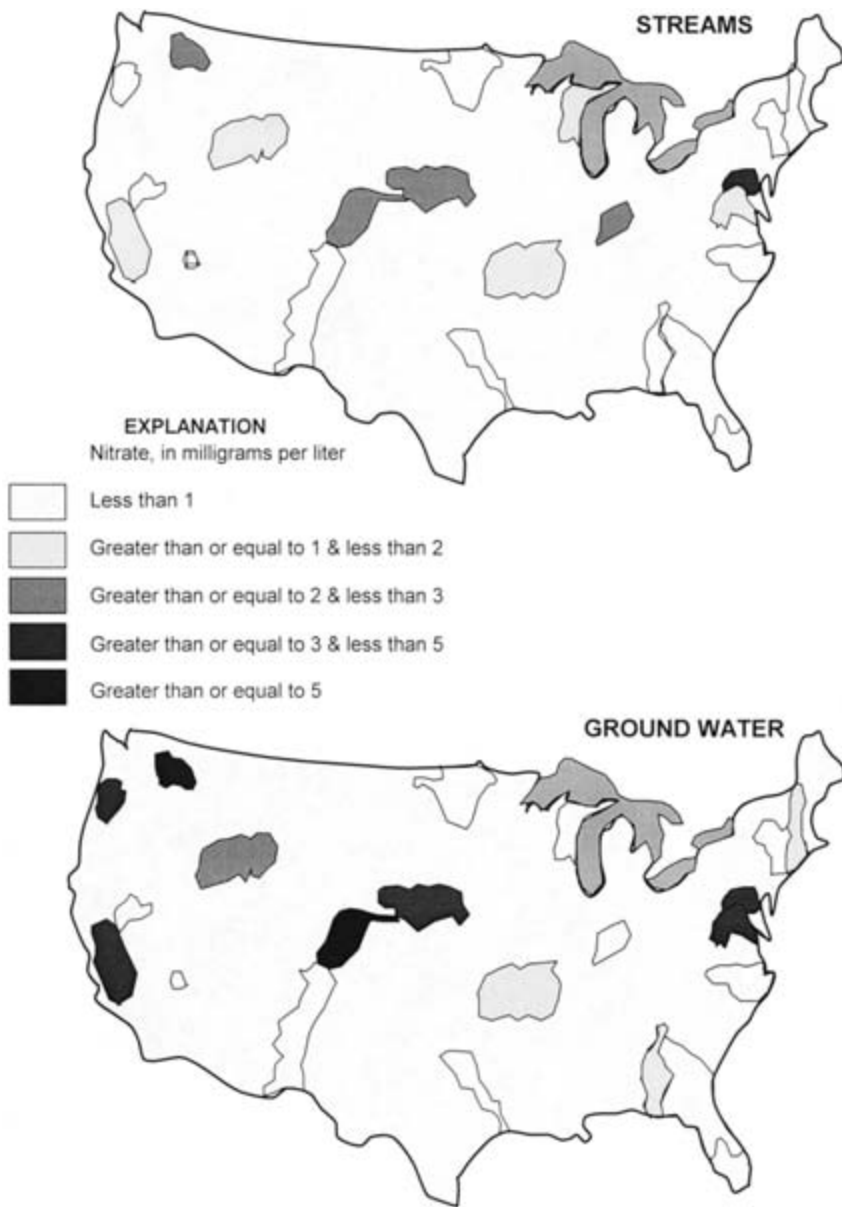 STREAMS
EXPLANATION
Nitrate, in milligrams per liter
Less than 1
Greater than or equal to 1 & less than 2
Greater than or equal to 2 & less than 3
Greater than or equal to 3 & less than 5
Greater than or equal to 5
GROUND WATER